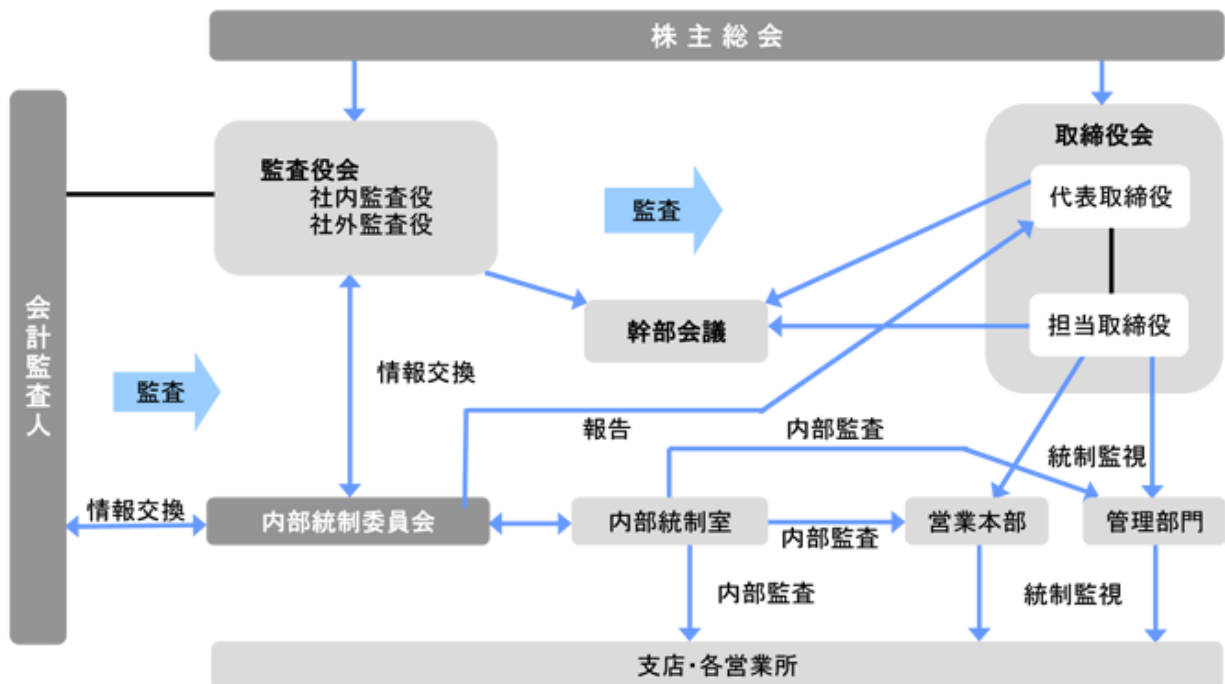 株主総会
監査役会
社内監査役
社外監査役
監査
取締役会
代表取締役
担当取締役
幹部会議
会計監査人
監査
情報交換
報告
内部監査
統制監視
情報交換
内部統制委員会
内部統制室
内部監査
営業本部
管理部門
内部監査
統制監視
支店・各営業所